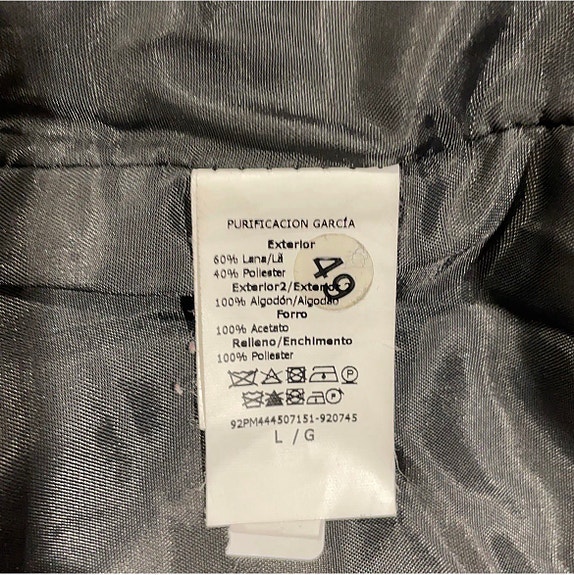 PURIFICACION GARCÍA
Exterior
60% Lana/Lã
40% Poliester
Exterior2/Exterior2
100% Algodón/Algodão
Forro
100% Acetato
Relleno/Enchimento
100% Poliester
P
92PM444507151-920745
L / G
49